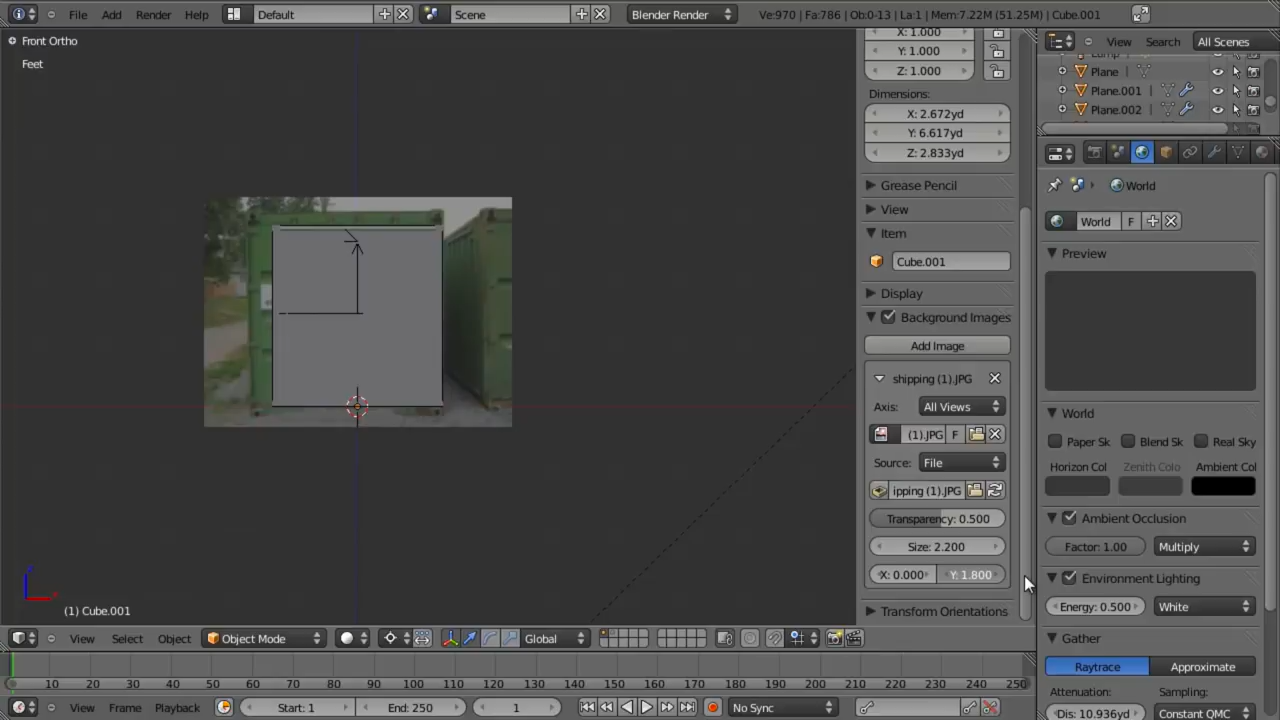 File Add Render Help Default Scene Blender Render Ve:970 | Fa:786 | Ob:0-13 | La:1 | Mem:7.22M (51.25M) | Cube.001
Front Ortho
Feet
(1) Cube.001
X: 1.000
Y: 1.000
Z: 1.000
Dimensions:
X: 2.672yd
Y: 6.617yd
Z: 2.833yd
Grease Pencil
View
Item
Cube.001
Display
Background Images
Add Image
shipping (1).JPG
Axis: All Views
(1).JPG F
Source: File
ipping (1).JPG
Transparency: 0.500
Size: 2.200
X: 0.000 Y: 1.800
Transform Orientations
View Search All Scenes
Plane
Plane.001
Plane.002
World
World F
Preview
World
Paper Sk Blend Sk Real Sky
Horizon Col Zenith Colo Ambient Col
Ambient Occlusion
Factor: 1.00 Multiply
Environment Lighting
Energy: 0.500 White
Gather
Raytrace Approximate
Attenuation: Sampling:
Dis: 10.936yd Constant QMC
View Select Object Object Mode Global
10 20 30 40 50 60 70 80 90 100 110 120 130 140 150 160 170 180 190 200 210 220 230 240 250
View Frame Playback Start: 1 End: 250 1 No Sync